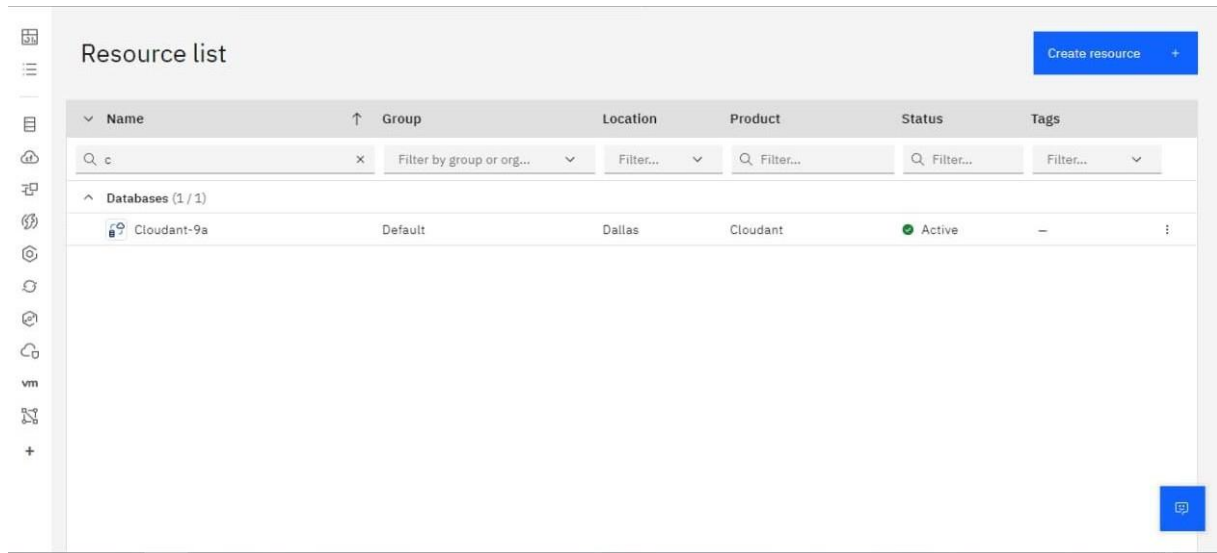 Resource list
Create resource +
Name Group Location Product Status Tags
c Filter by group or org... Filter... Filter... Filter... Filter...
Databases (1 / 1)
Cloudant-9a Default Dallas Cloudant Active –
vm